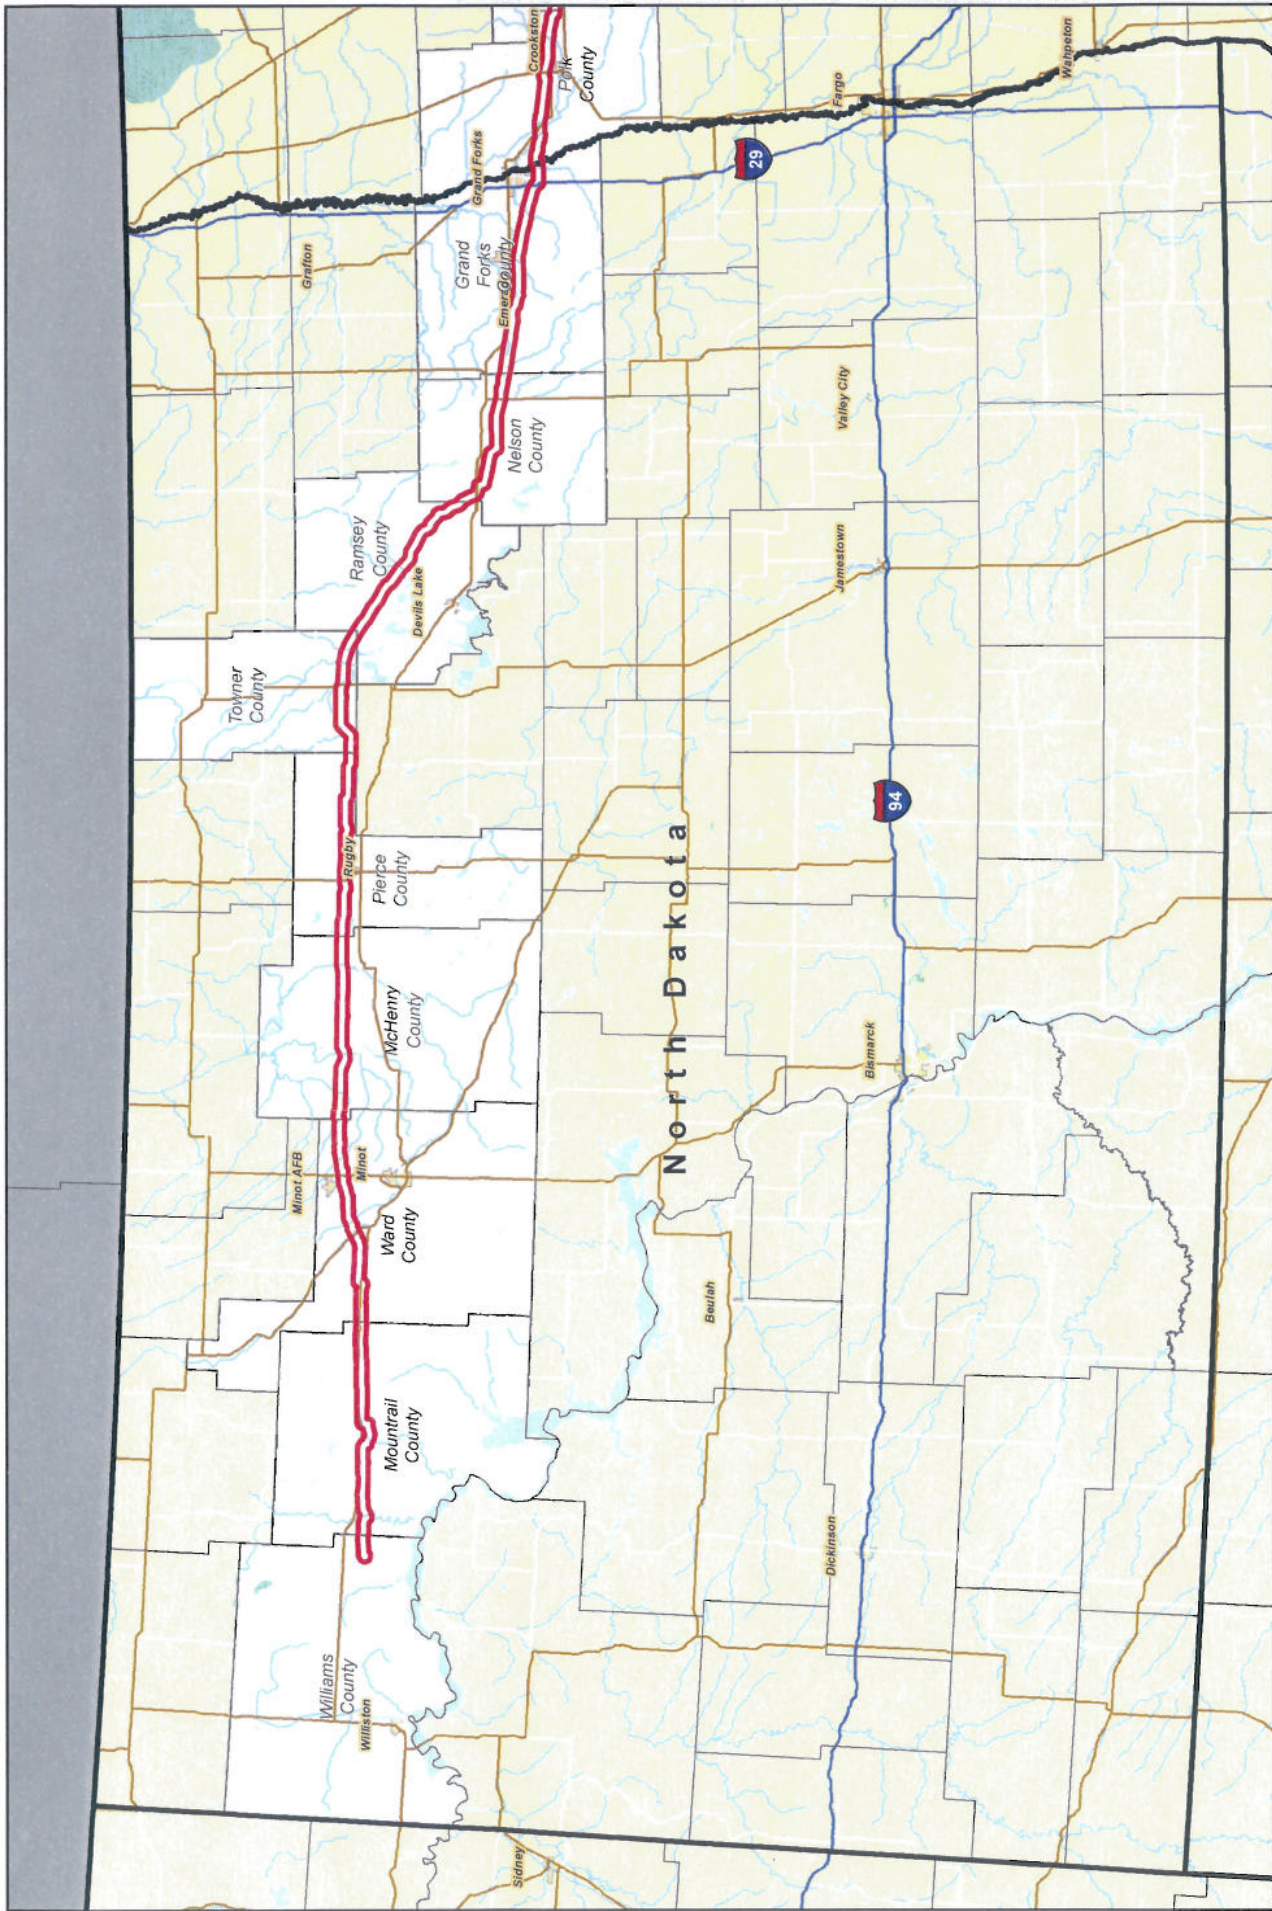 Williams
County
Williston
Sidney
Mountrail
County
Ward
County
Minot AFB
Minot
McHenry
County
Pierce
County
Rugby
Towner
County
Ramsey
County
Devils Lake
Nelson
County
Grand
Forks
County
Emerado
Grand Forks
Grafton
Crookston
Polk
County
North Dakota
Beulah
Dickinson
Bismarck
94
Jamestown
Valley City
29
Fargo
Wahpeton